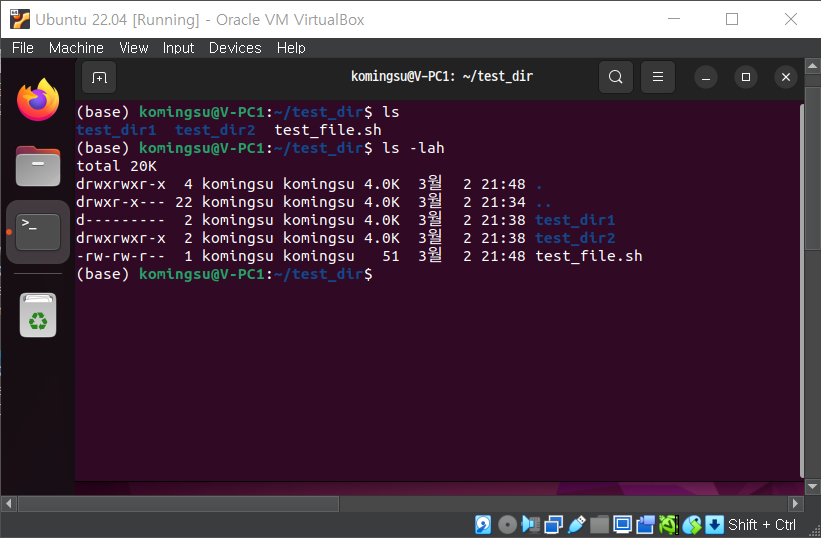 Ubuntu 22.04 [Running] - Oracle VM VirtualBox
File Machine View Input Devices Help
komingsu@V-PC1: ~/test_dir
(base) komingsu@V-PC1:~/test_dir$ ls
test_dir1  test_dir2  test_file.sh
(base) komingsu@V-PC1:~/test_dir$ ls -lah
total 20K
drwxrwxr-x  4 komingsu komingsu 4.0K  3월  2 21:48 .
drwxr-x--- 22 komingsu komingsu 4.0K  3월  2 21:34 ..
d---------  2 komingsu komingsu 4.0K  3월  2 21:38 test_dir1
drwxrwxr-x  2 komingsu komingsu 4.0K  3월  2 21:38 test_dir2
-rw-rw-r--  1 komingsu komingsu   51  3월  2 21:48 test_file.sh
(base) komingsu@V-PC1:~/test_dir$
>_
Shift + Ctrl